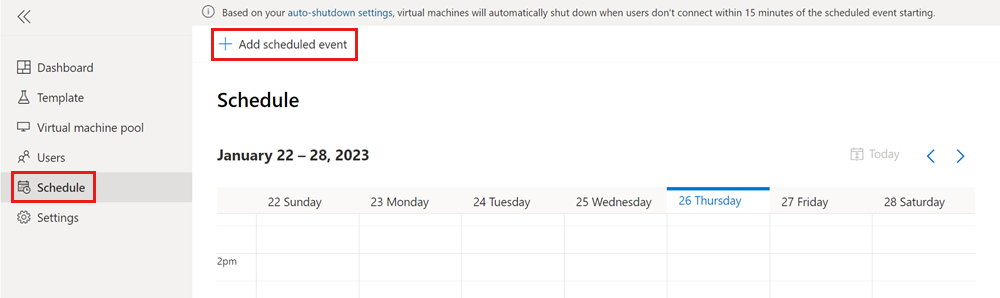 Based on your auto-shutdown settings, virtual machines will automatically shut down when users don't connect within 15 minutes of the scheduled event starting.
Add scheduled event
Dashboard
Template
Virtual machine pool
Users
Schedule
Settings
Schedule
January 22 – 28, 2023
Today
22 Sunday 23 Monday 24 Tuesday 25 Wednesday 26 Thursday 27 Friday 28 Saturday
2pm